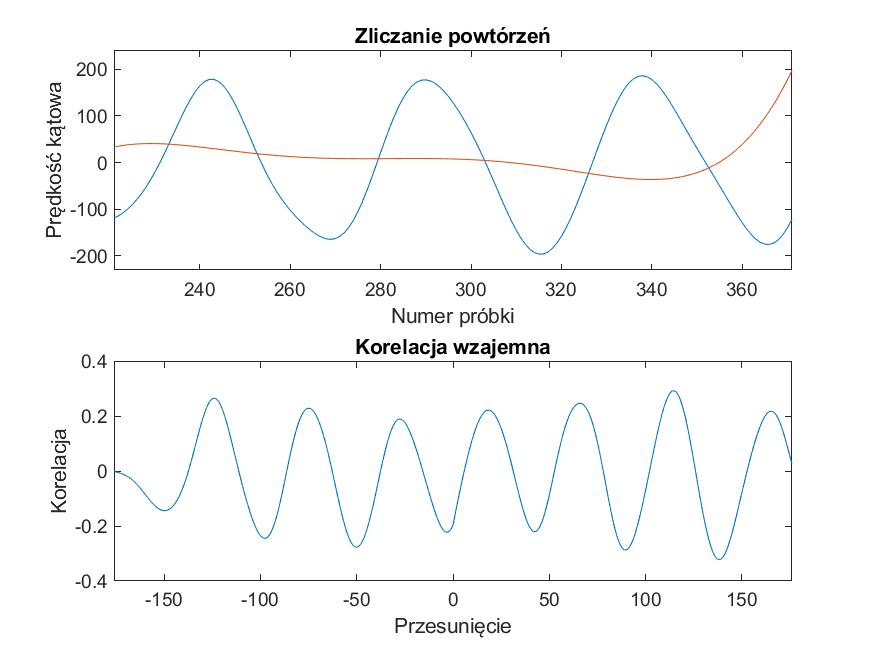 Zliczanie powtórzeń
Prędkość kątowa
200
100
0
-100
-200
240 260 280 300 320 340 360
Numer próbki
Korelacja wzajemna
Korelacja
0.4
0.2
0
-0.2
-0.4
-150 -100 -50 0 50 100 150
Przesunięcie